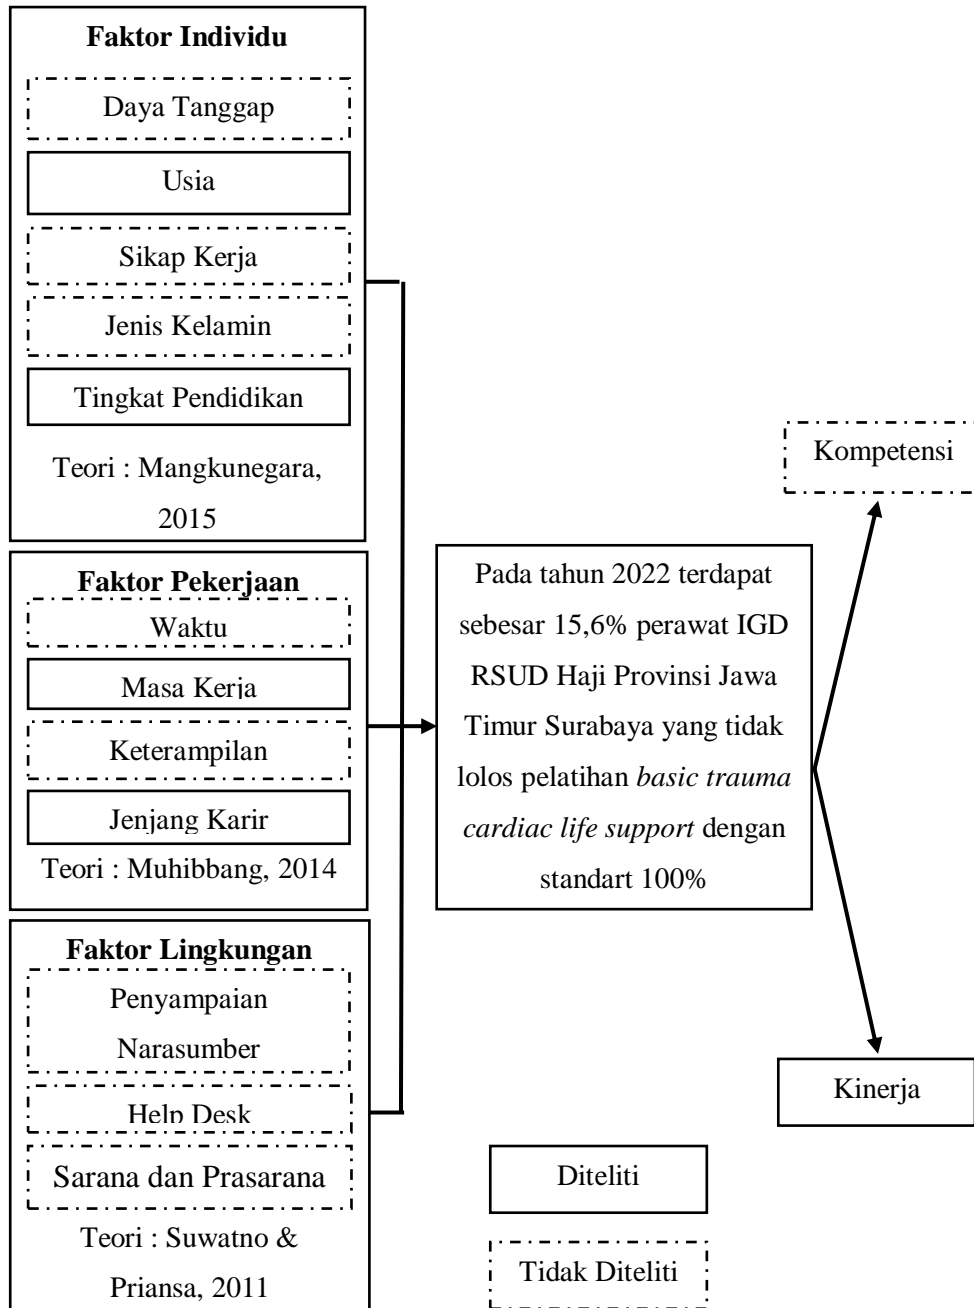 Faktor Individu
Daya Tanggap
Usia
Sikap Kerja
Jenis Kelamin
Tingkat Pendidikan
Teori : Mangkunegara,
2015
Faktor Pekerjaan
Waktu
Masa Kerja
Keterampilan
Jenjang Karir
Teori : Muhibbang, 2014
Faktor Lingkungan
Penyampaian
Narasumber
Help Desk
Sarana dan Prasarana
Teori : Suwatno &
Priansa, 2011
Pada tahun 2022 terdapat
sebesar 15,6% perawat IGD
RSUD Haji Provinsi Jawa
Timur Surabaya yang tidak
lolos pelatihan basic trauma
cardiac life support dengan
standart 100%
Kompetensi
Kinerja
Diteliti
Tidak Diteliti